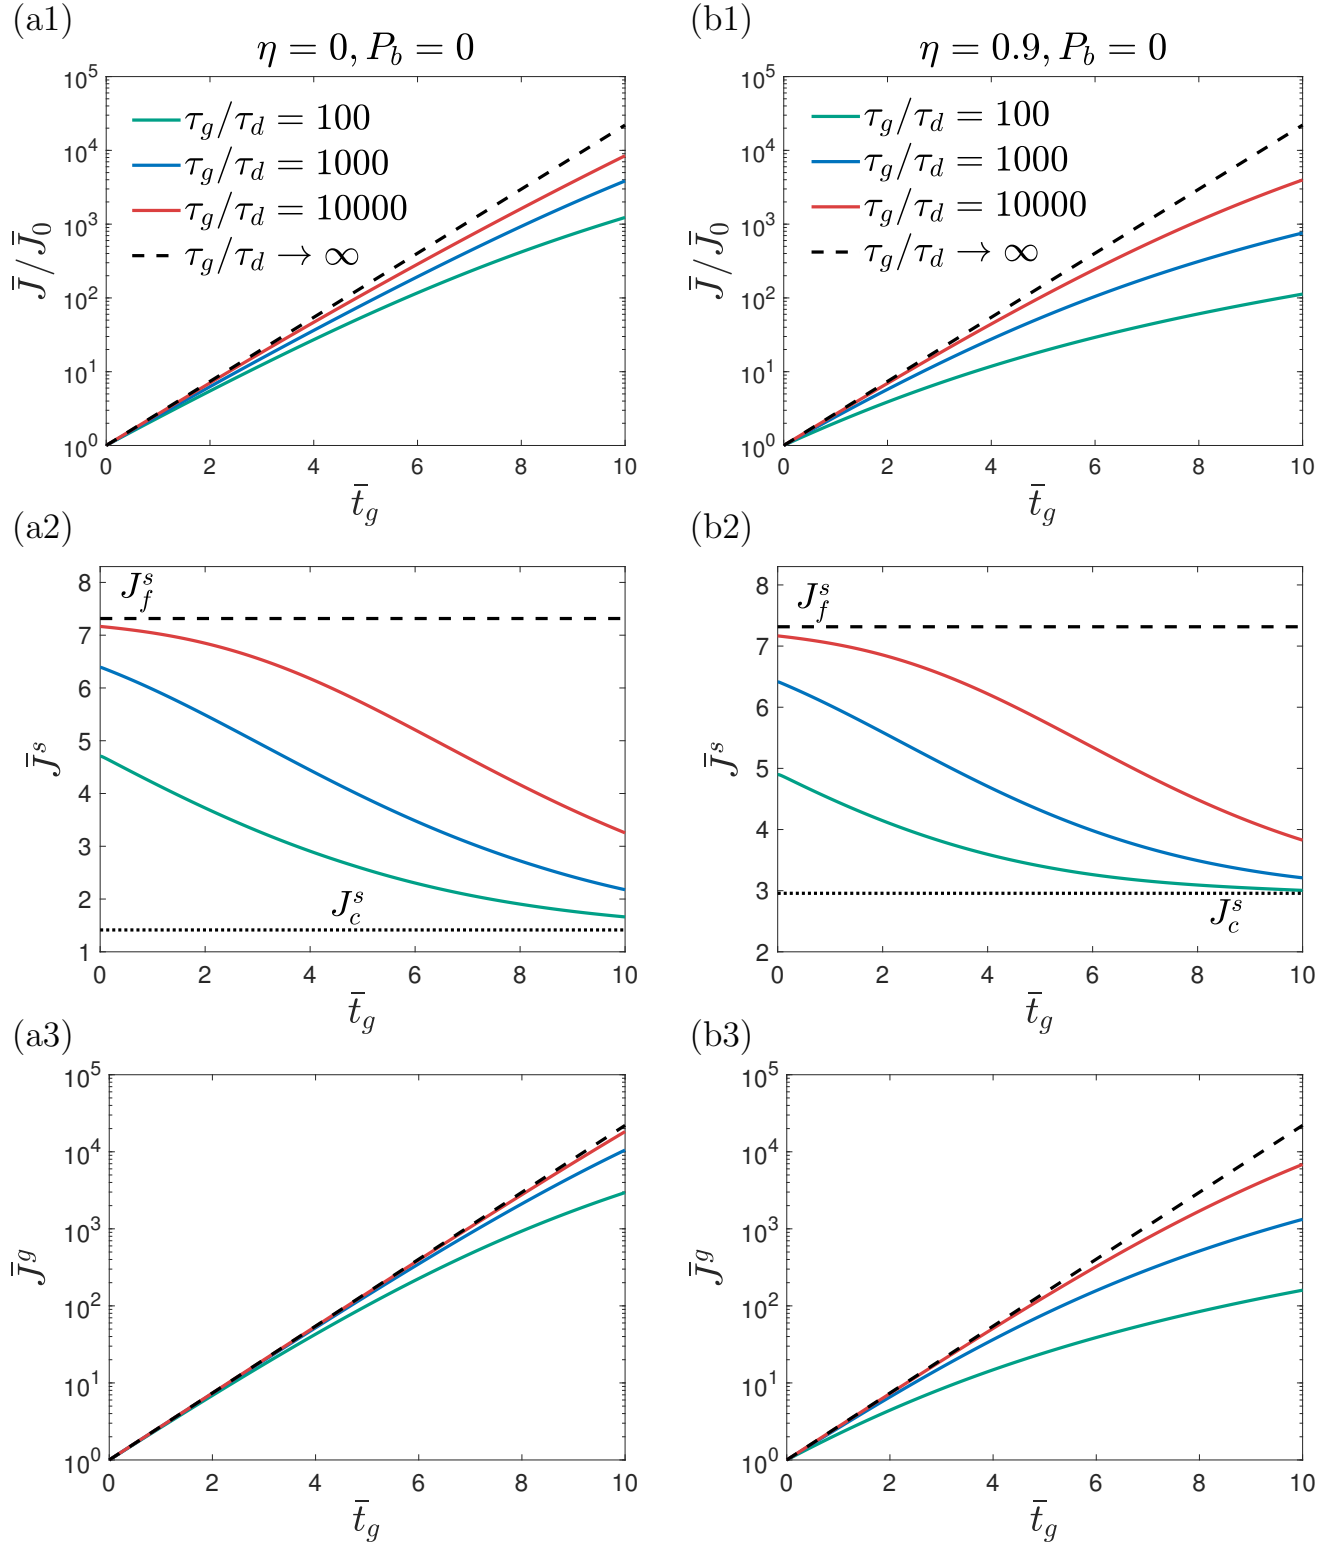 (a1)
η = 0, P_b = 0
10^5
10^4
10^3
10^2
10^1
10^0
J̄/J̄_0
τ_g/τ_d = 100
τ_g/τ_d = 1000
τ_g/τ_d = 10000
τ_g/τ_d → ∞
0 2 4 6 8 10
t̄_g
(b1)
η = 0.9, P_b = 0
10^5
10^4
10^3
10^2
10^1
10^0
J̄/J̄_0
τ_g/τ_d = 100
τ_g/τ_d = 1000
τ_g/τ_d = 10000
τ_g/τ_d → ∞
0 2 4 6 8 10
t̄_g
(a2)
8
7
6
5
4
3
2
1
J̄^s
J_f^s
J_c^s
0 2 4 6 8 10
t̄_g
(b2)
8
7
6
5
4
3
2
J̄^s
J_f^s
J_c^s
0 2 4 6 8 10
t̄_g
(a3)
10^5
10^4
10^3
10^2
10^1
10^0
J̄^g
0 2 4 6 8 10
t̄_g
(b3)
10^5
10^4
10^3
10^2
10^1
10^0
J̄^g
0 2 4 6 8 10
t̄_g